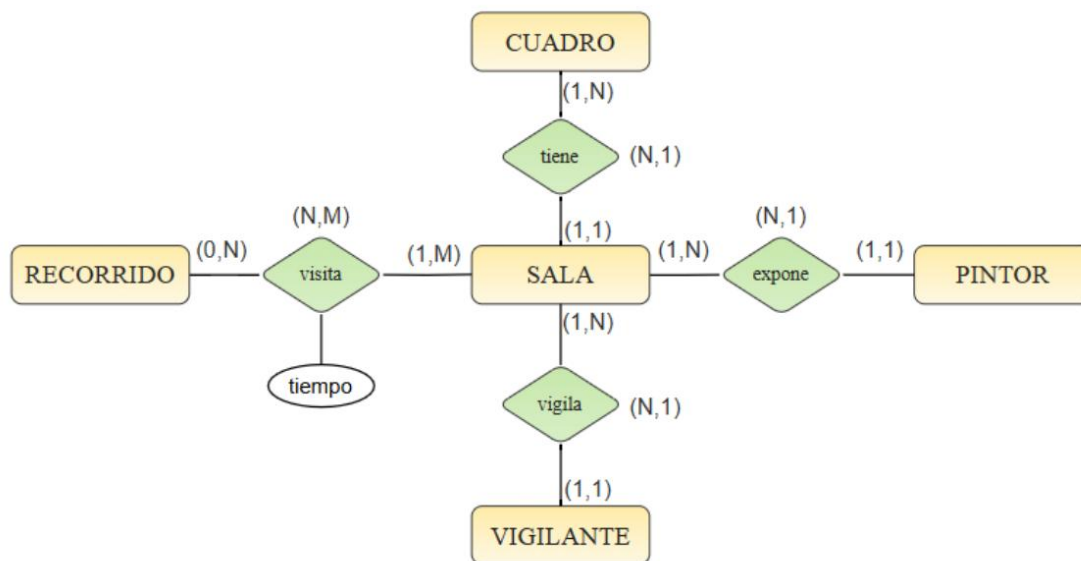 CUADRO
(1,N)
tiene
(N,1)
(1,1)
(N,M)
(N,1)
RECORRIDO
(0,N)
visita
(1,M)
SALA
(1,N)
expone
(1,1)
PINTOR
(1,N)
tiempo
vigila
(N,1)
(1,1)
VIGILANTE